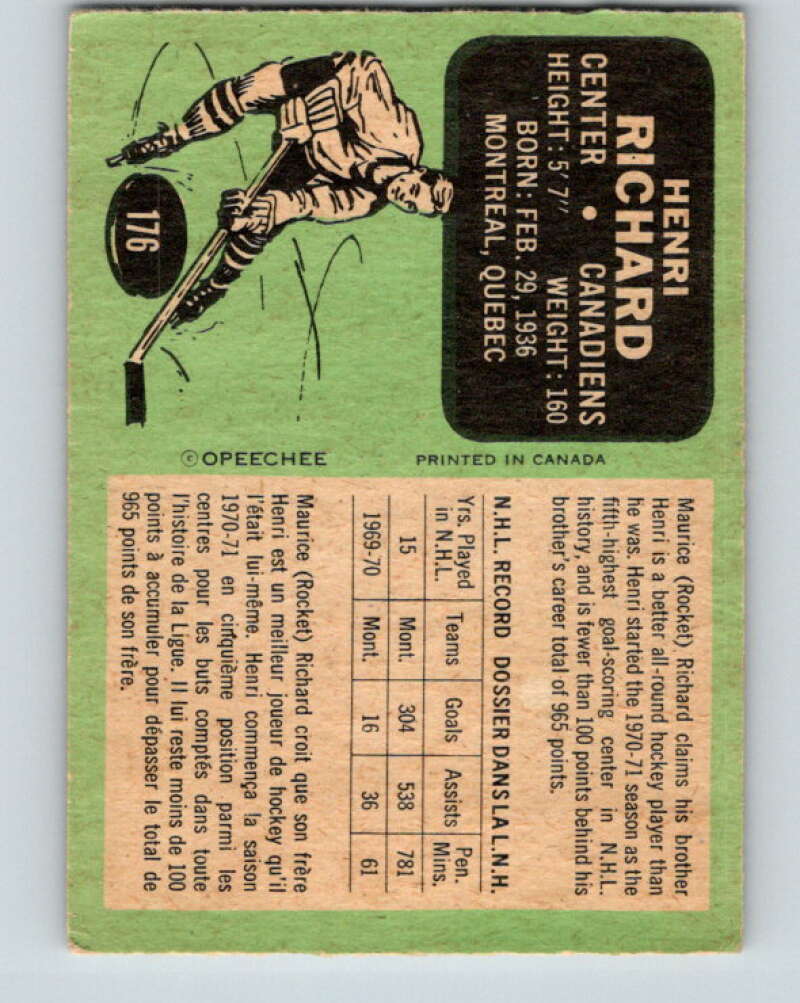 HENRI
RICHARD
CENTER • CANADIENS
HEIGHT: 5' 7" WEIGHT: 160
BORN: FEB. 29, 1936
MONTREAL, QUEBEC
176
© OPEECHEE PRINTED IN CANADA
Maurice (Rocket) Richard claims his brother
Henri is a better all-round hockey player than
he was. Henri started the 1970-71 season as the
fifth-highest goal-scoring center in N.H.L.
history, and is fewer than 100 points behind his
brother's career total of 965 points.
N.H.L. RECORD DOSSIER DANS LA L.N.H.
Yrs. Played in N.H.L. Teams Goals Assists Pen. Mins.
15 Mont. 304 538 781
1969-70 Mont. 16 36 61
Maurice (Rocket) Richard croit que son frère
Henri est un meilleur joueur de hockey qu'il
l'était lui-même. Henri commença la saison
1970-71 en cinquième position parmi les
centres pour les buts comptés dans toute
l'histoire de la Ligue. Il lui reste moins de 100
points à accumuler pour dépasser le total de
965 points de son frère.